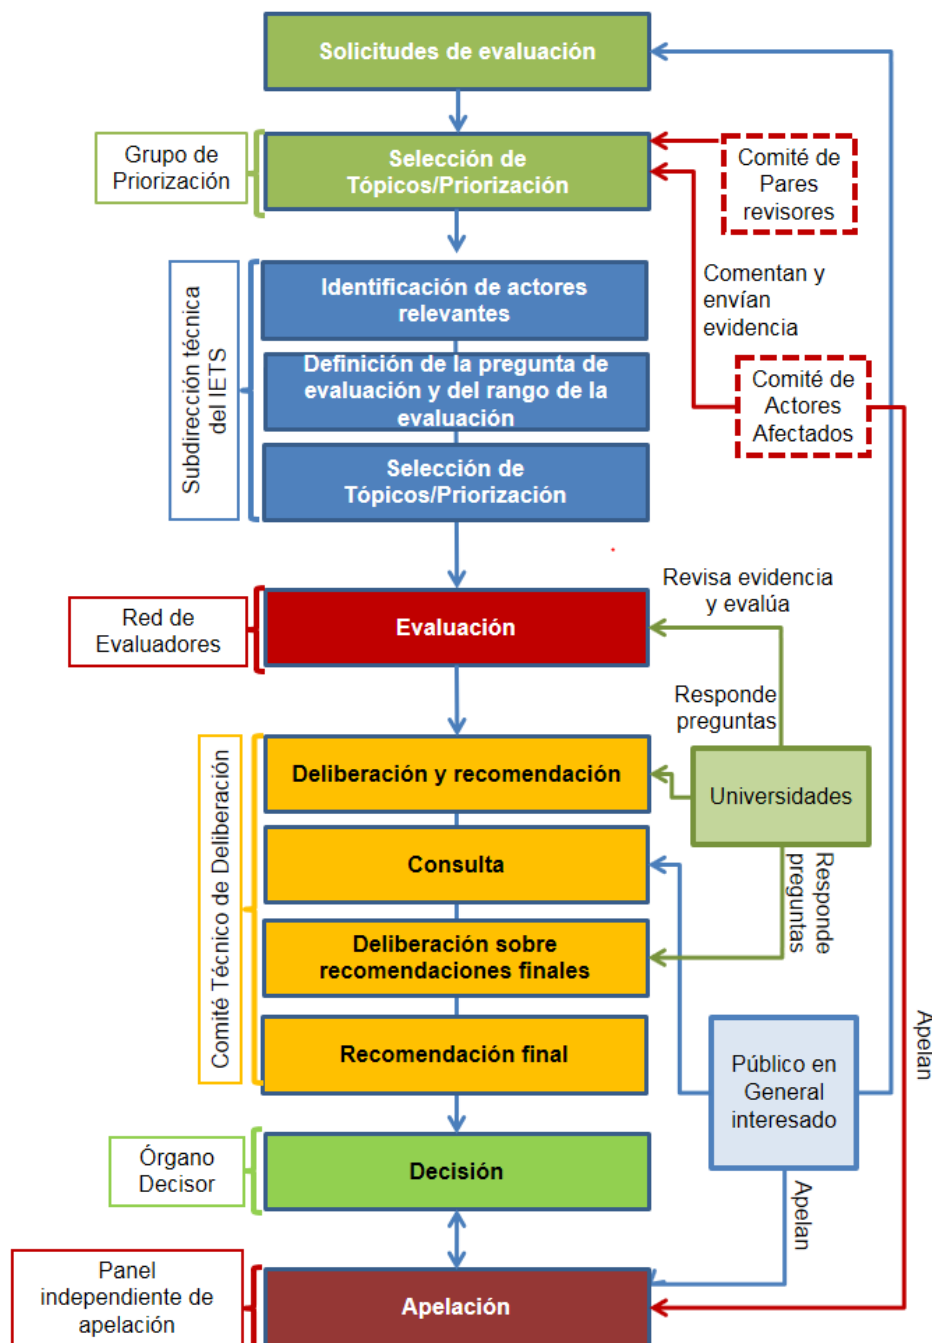 Solicitudes de evaluación
Grupo de
Priorización
Selección de
Tópicos/Priorización
Comité de
Pares
revisores
Comentan y
envían
evidencia
Subdirección técnica
del IETS
Identificación de actores
relevantes
Definición de la pregunta de
evaluación y del rango de la
evaluación
Comité de
Actores
Afectados
Selección de
Tópicos/Priorización
Revisa evidencia
y evalúa
Red de
Evaluadores
Evaluación
Responde
preguntas
Comité Técnico de Deliberación
Deliberación y recomendación
Universidades
Consulta
Responde
preguntas
Deliberación sobre
recomendaciones finales
Recomendación final
Público en
General
interesado
Apelan
Órgano
Decisor
Decisión
Apelan
Panel
independiente de
apelación
Apelación